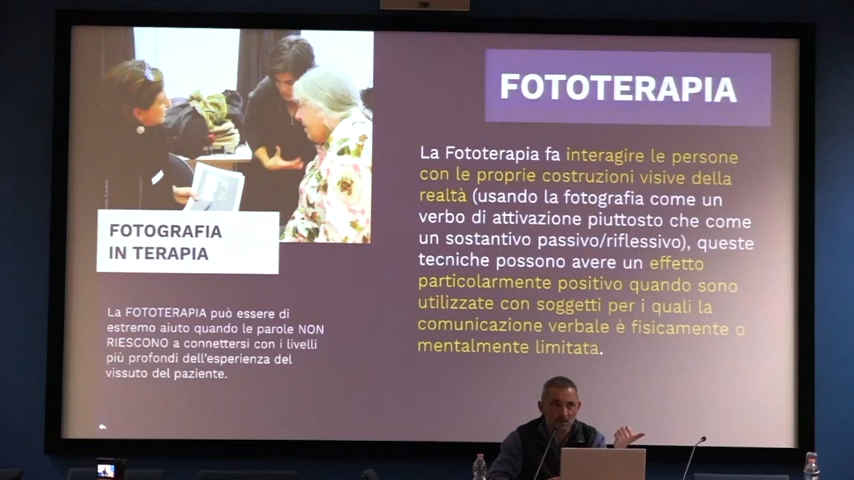 FOTOGRAFIA
IN TERAPIA
La FOTOTERAPIA può essere di
estremo aiuto quando le parole NON
RIESCONO a connettersi con i livelli
più profondi dell'esperienza del
vissuto del paziente.
FOTOTERAPIA
La Fototerapia fa interagire le persone
con le proprie costruzioni visive della
realtà (usando la fotografia come un
verbo di attivazione piuttosto che come
un sostantivo passivo/riflessivo), queste
tecniche possono avere un effetto
particolarmente positivo quando sono
utilizzate con soggetti per i quali la
comunicazione verbale è fisicamente o
mentalmente limitata.